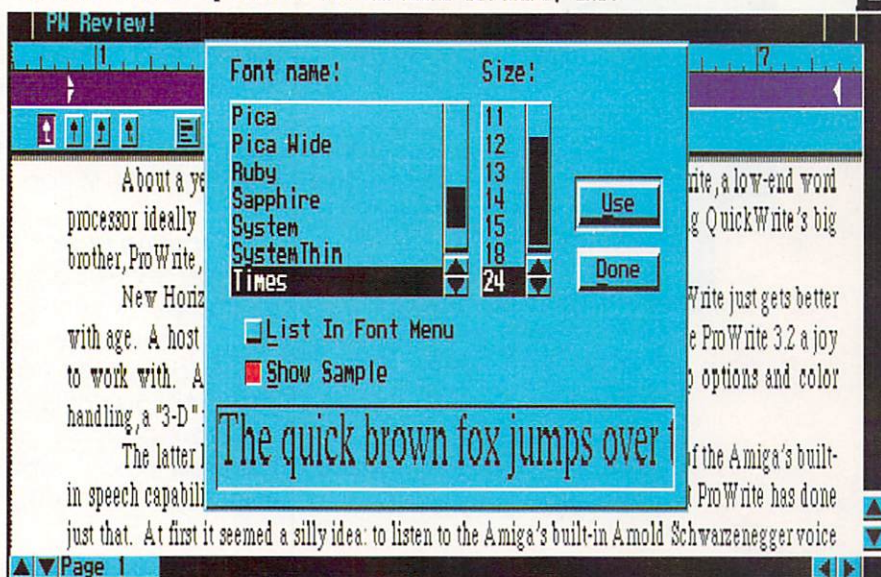 PW Review!
1
7
Font name:
Size:
Pica
Pica Wide
Ruby
Sapphire
System
SystemThin
Times
11
12
13
14
15
18
24
Use
Done
List In Font Menu
Show Sample
The quick brown fox jumps over
About a
rite, a low-end word
processor ideally
QuickWrite's big
brother, ProWrite,
New
Write just gets better
with age. A host
ProWrite 3.2 a joy
to work with. A
options and color
handling, a "3-D"
The latter
of the Amiga's built-
in speech
ProWrite has done
just that. At first it seemed a silly idea: to listen to the Amiga's built-in Arnold Schwarzenegger voice
Page 1